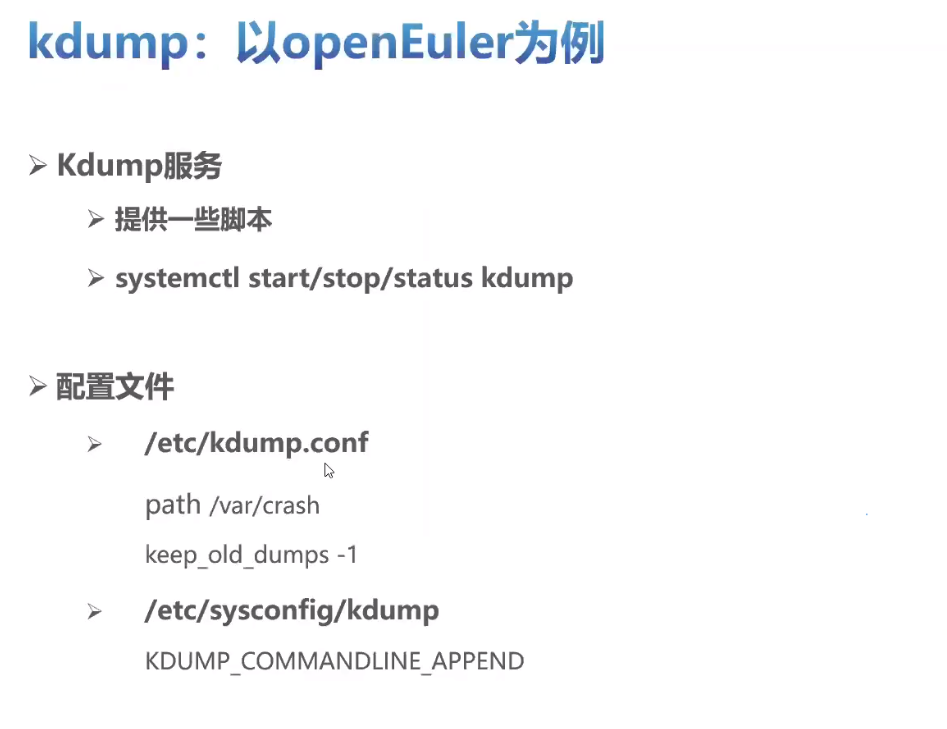 kdump：以openEuler为例
Kdump服务
提供一些脚本
systemctl start/stop/status kdump
配置文件
/etc/kdump.conf
path /var/crash
keep_old_dumps -1
/etc/sysconfig/kdump
KDUMP_COMMANDLINE_APPEND